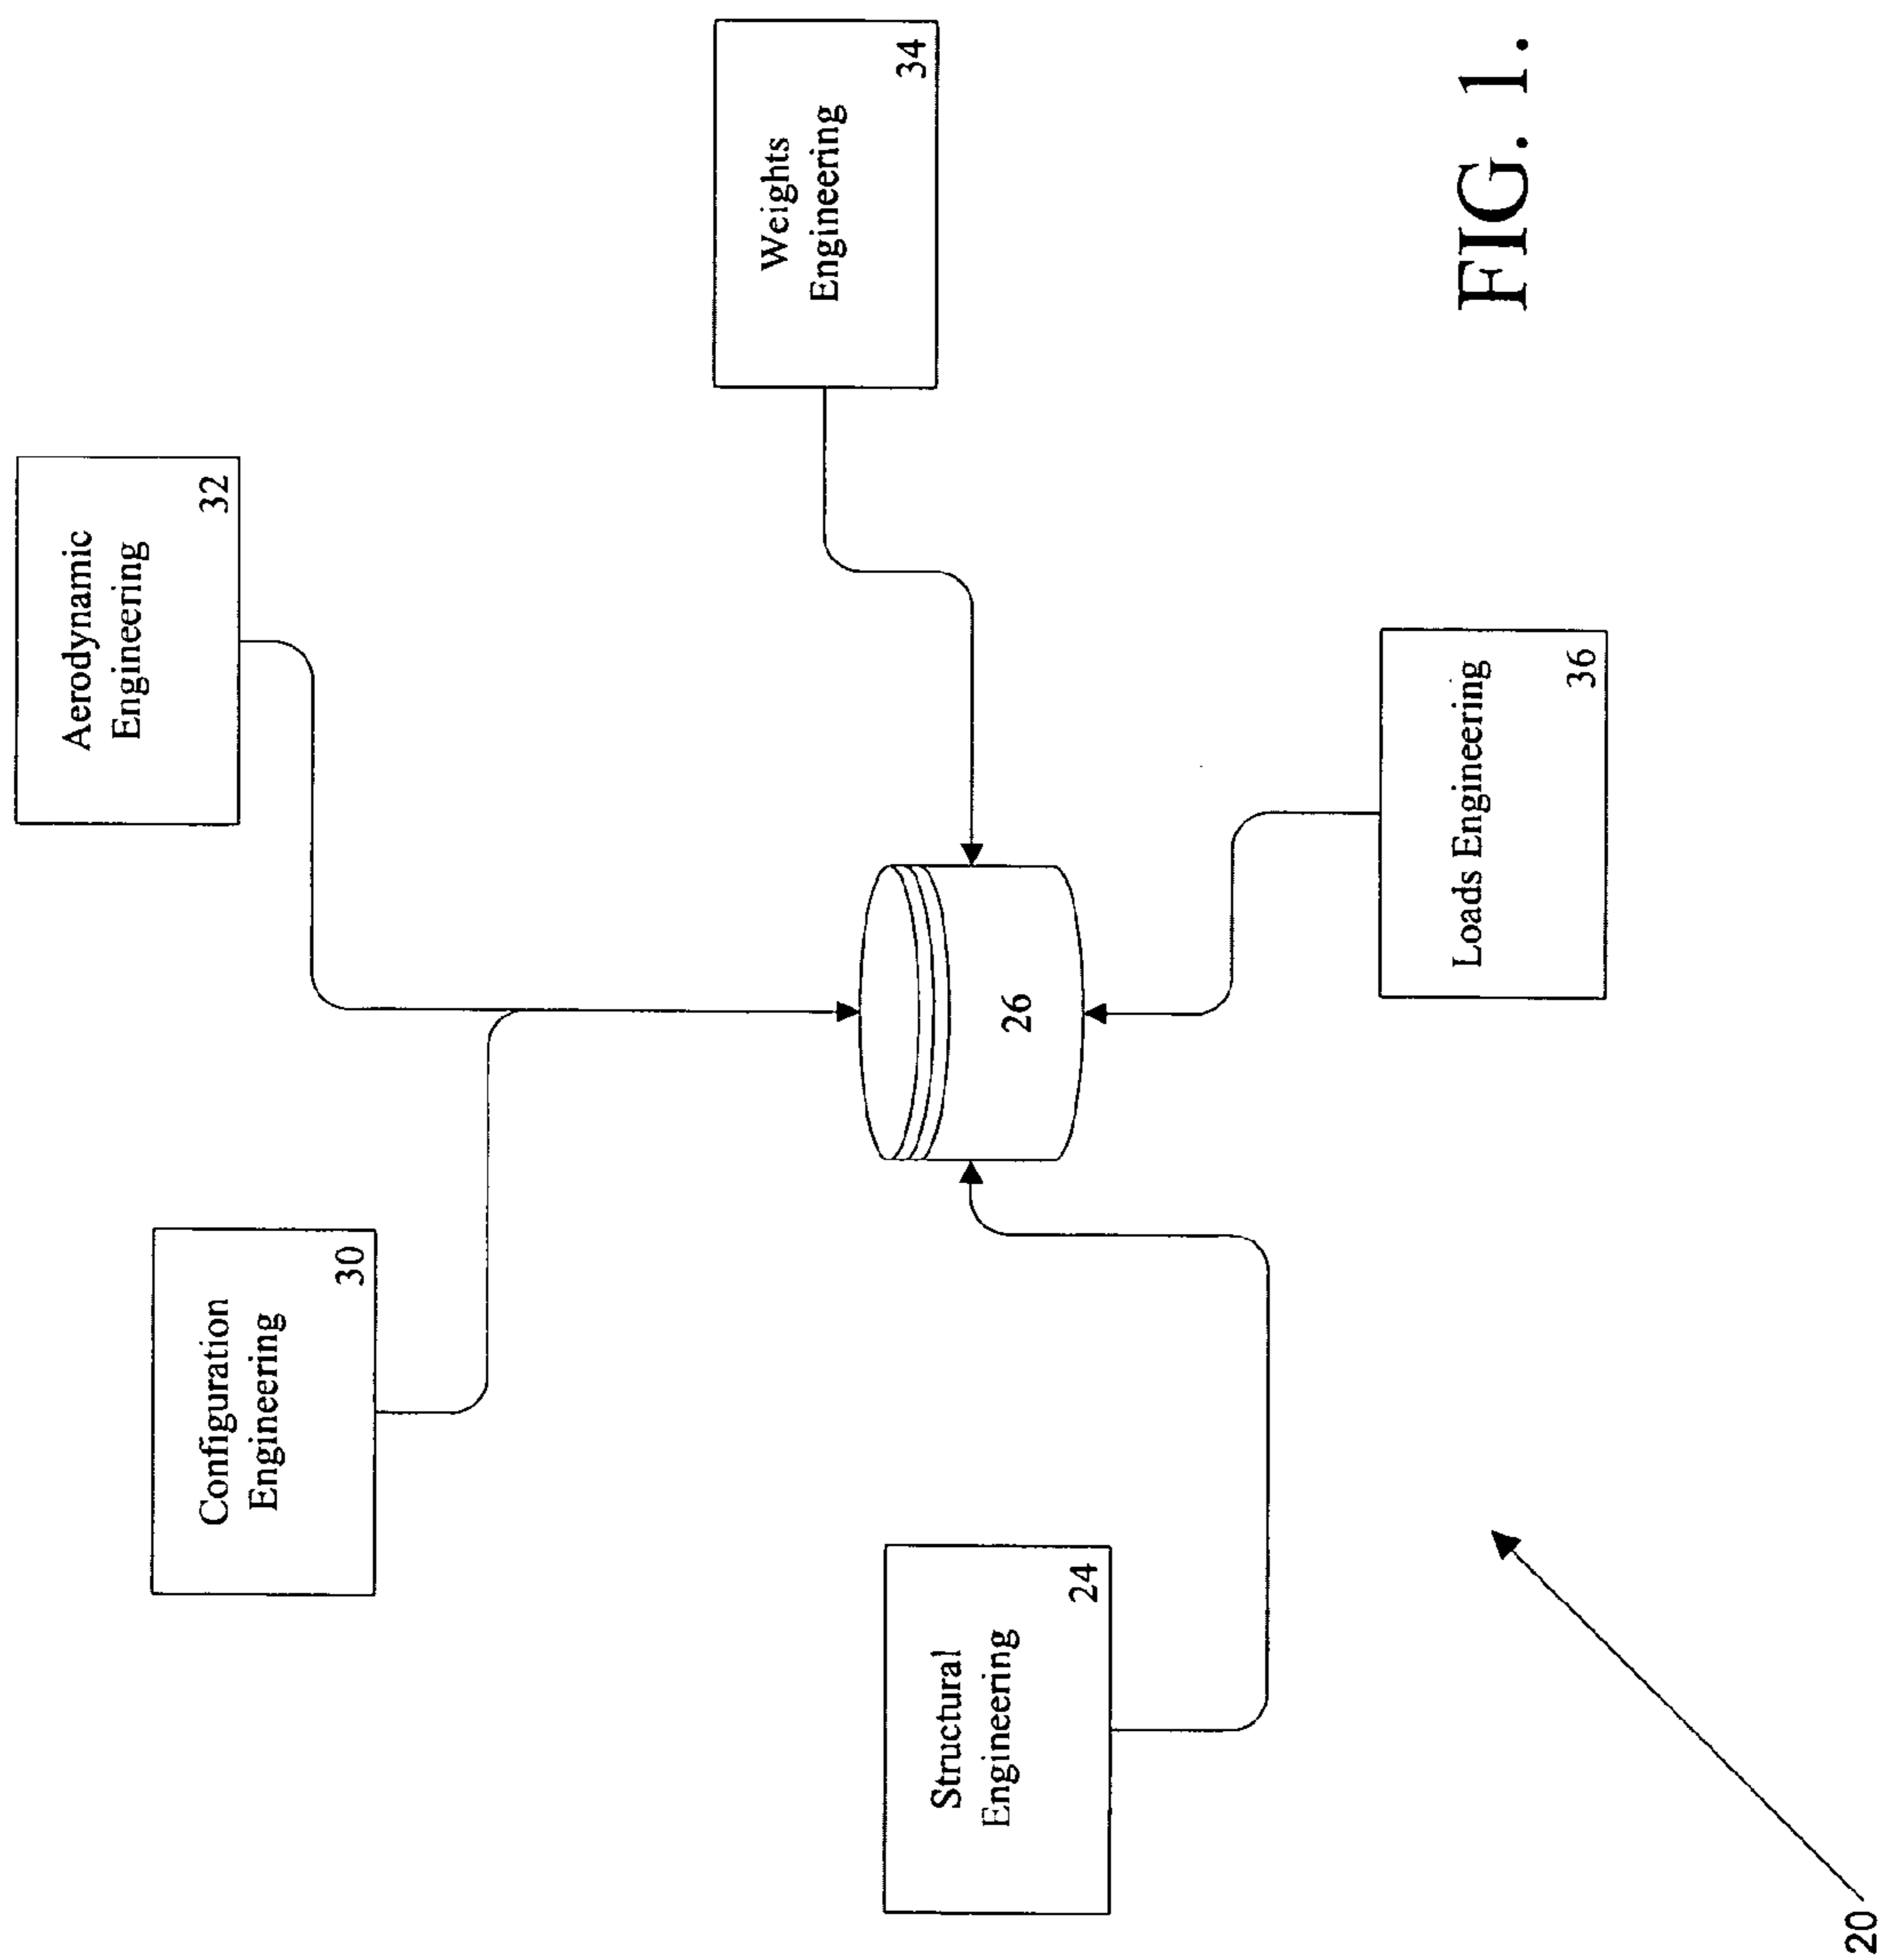 Configuration
Engineering
30
Aerodynamic
Engineering
32
Structural
Engineering
24
26
Weights
Engineering
34
Loads Engineering
36
20
FIG. 1.